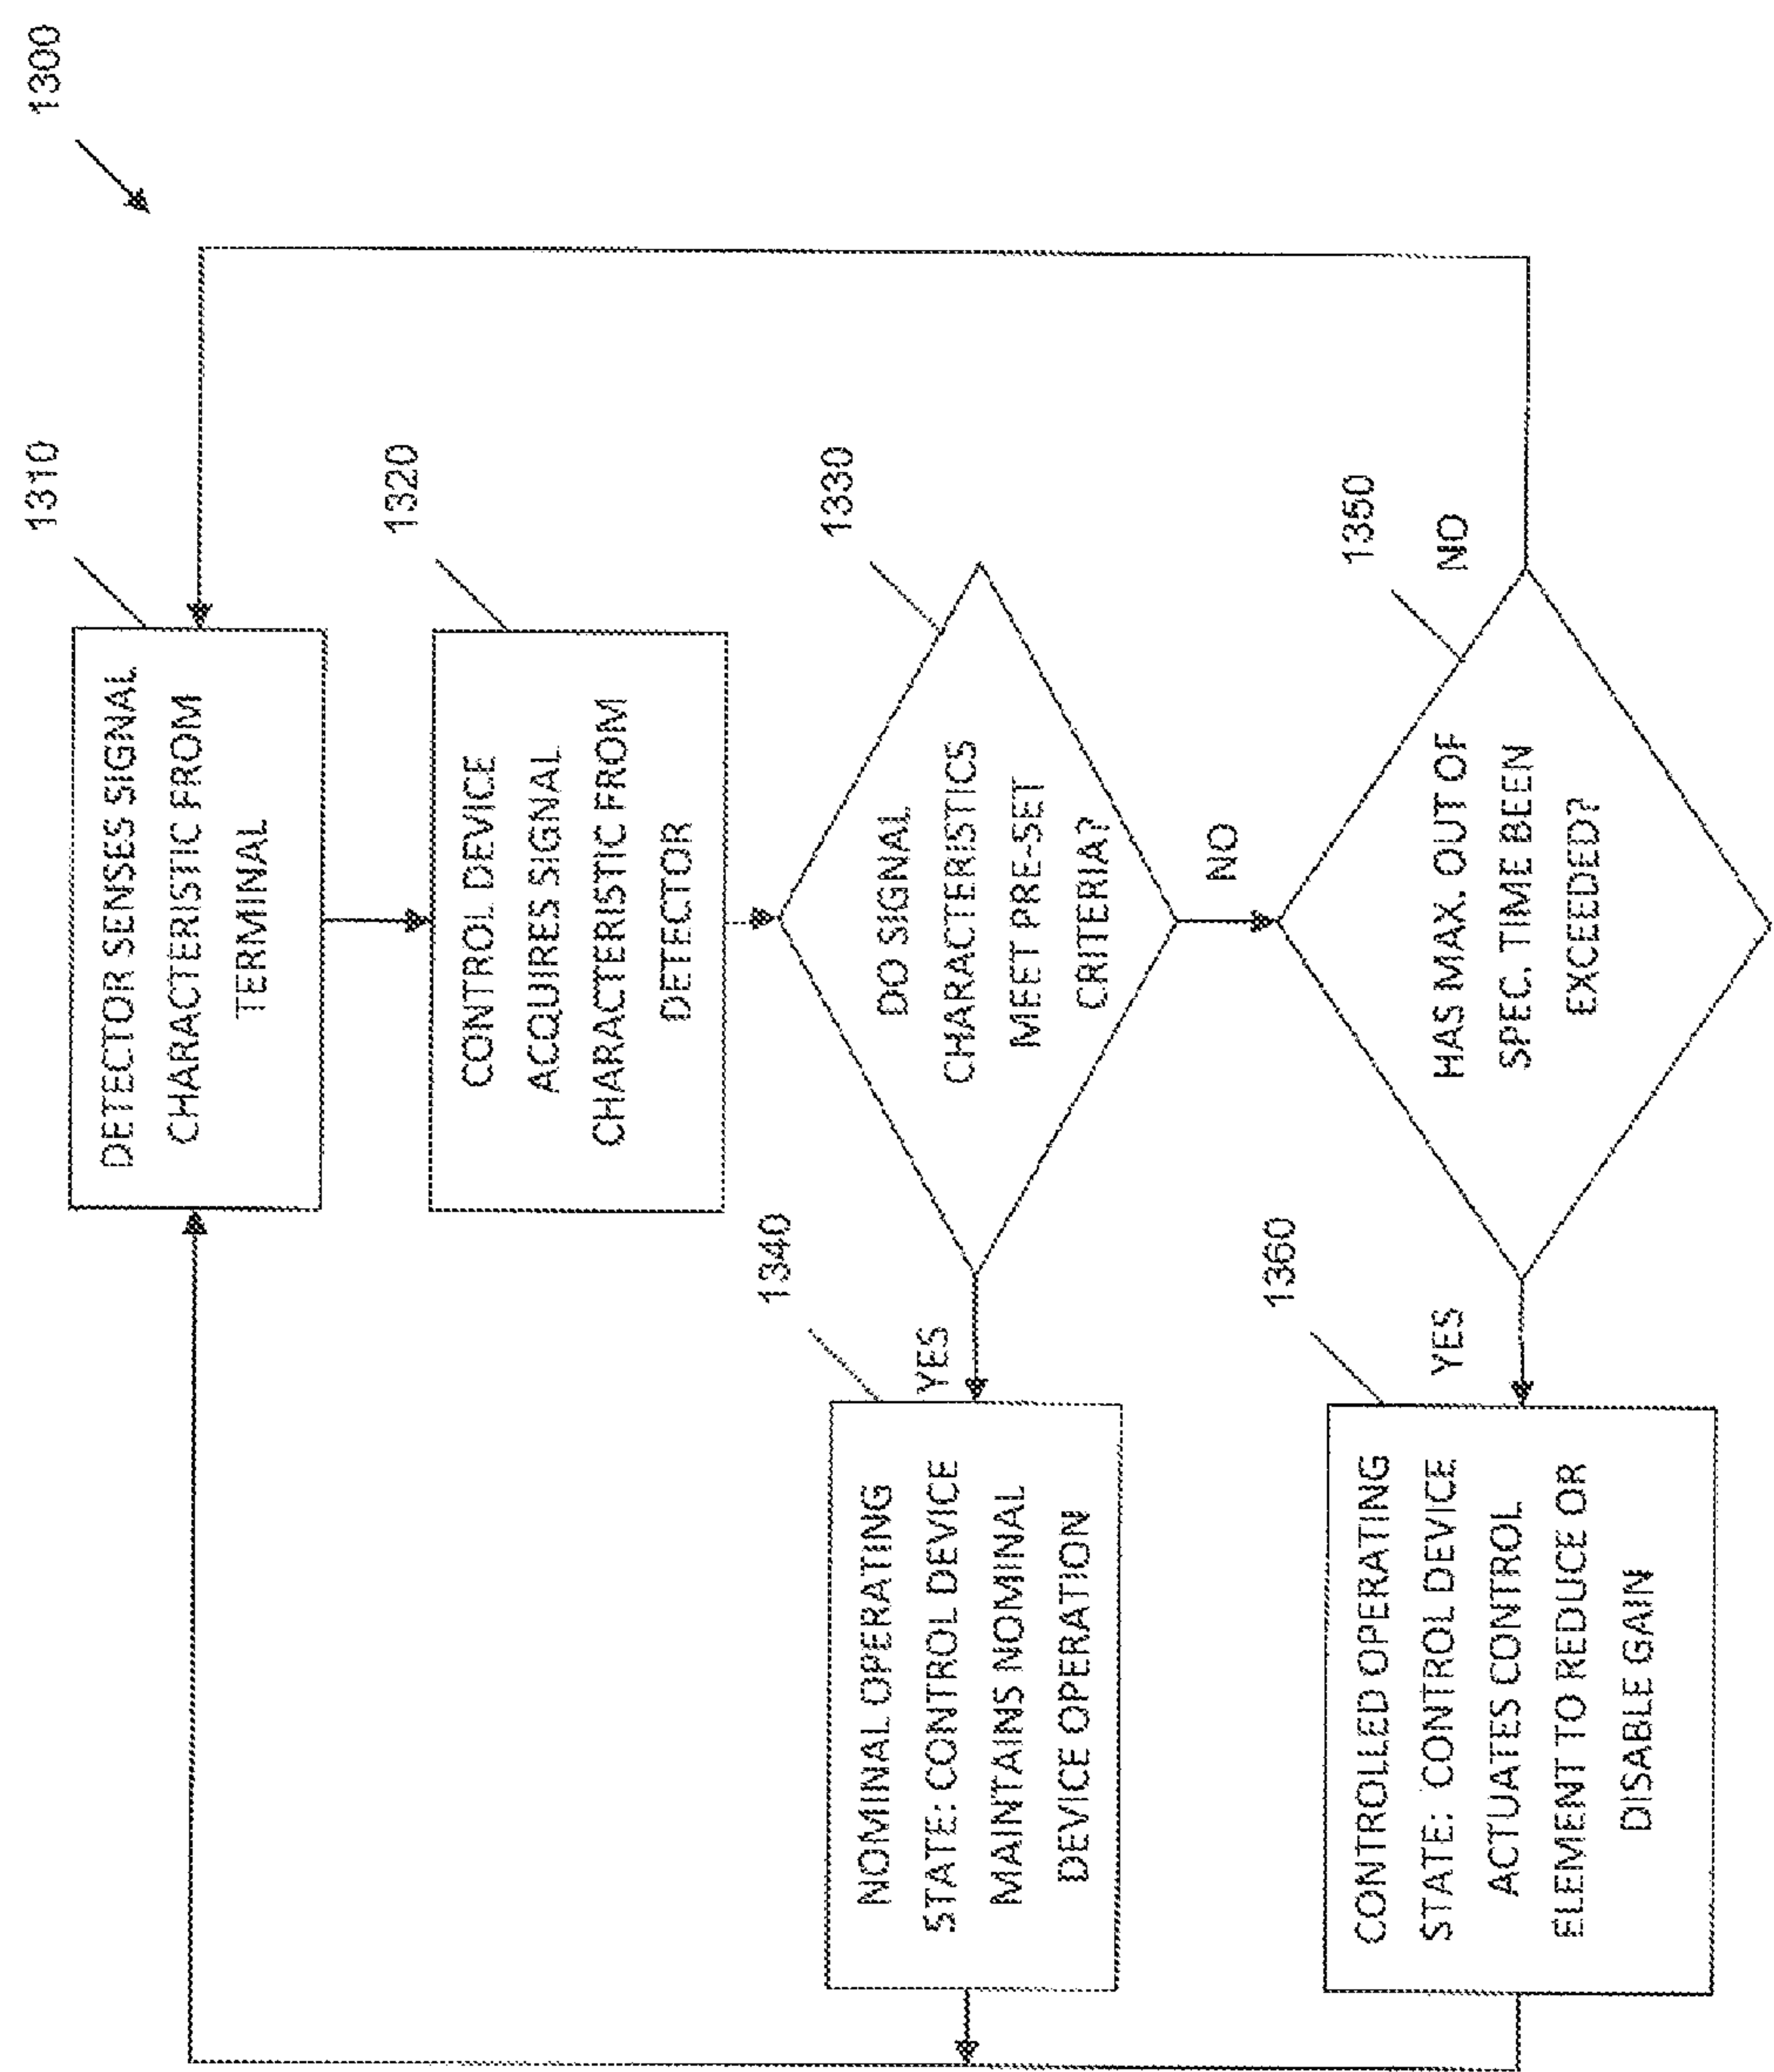 1300
1310
DETECTOR SENSES SIGNAL
CHARACTERISTIC FROM
TERMINAL
1320
CONTROL DEVICE
ACQUIRES SIGNAL
CHARACTERISTIC FROM
DETECTOR
1330
DO SIGNAL
CHARACTERISTICS
MEET PRE-SET
CRITERIA?
YES
1340
NOMINAL OPERATING
STATE: CONTROL DEVICE
MAINTAINS NOMINAL
DEVICE OPERATION
NO
1350
HAS MAX. OUT OF
SPEC. TIME BEEN
EXCEEDED?
NO
YES
1360
CONTROLLED OPERATING
STATE: CONTROL DEVICE
ACTUATES CONTROL
ELEMENT TO REDUCE OR
DISABLE GAIN